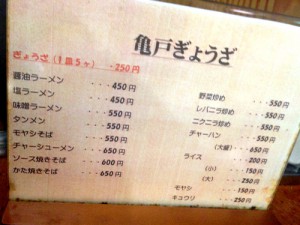 亀戸ぎょうざ
ぎょうざ(1皿5ヶ)・250円
醤油ラーメン・・・450円
塩ラーメン・・・450円
味噌ラーメン・・・550円
タンメン・・・550円
モヤシそば・・・550円
チャーシューメン・・・650円
ソース焼きそば・・・600円
かた焼きそば・・・650円
野菜炒め・・・550円
レバニラ炒め・・・550円
ニクニラ炒め・・・550円
チャーハン・・・550円
(大盛)・・・650円
ライス・・・200円
(小)・・・150円
(大)・・・250円
モヤシ・・・150円
キュウリ